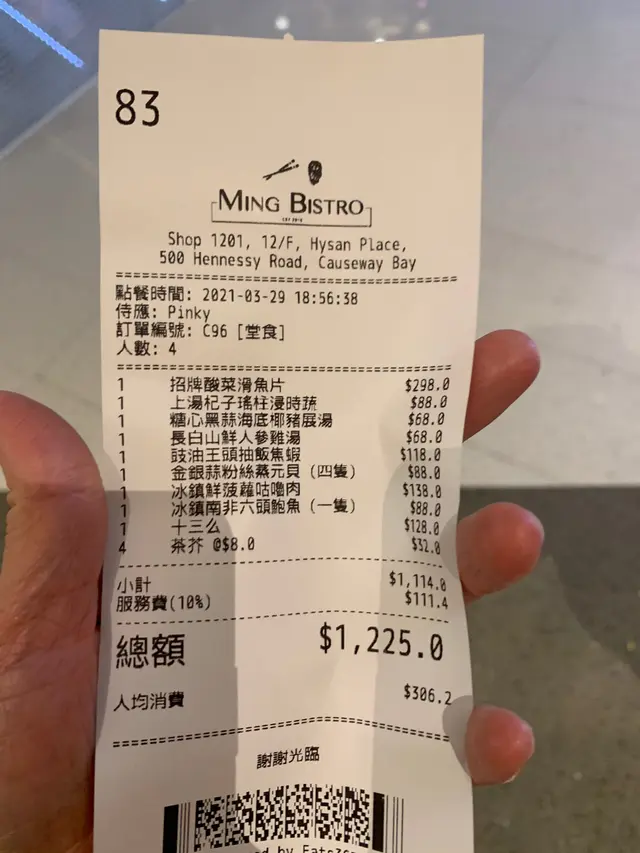 83
MING BISTRO
Shop 1201, 12/F, Hysan Place,
500 Hennessy Road, Causeway Bay
點餐時間: 2021-03-29 18:56:38
侍應: Pinky
訂單編號: C96 [堂食]
人數: 4
1 招牌酸菜滑魚片 $298.0
1 上湯杞子瑤柱浸時蔬 $88.0
1 糖心黑蒜海底椰豬展湯 $68.0
1 長白山鮮人參雞湯 $68.0
1 豉油王頭抽飯焦蝦 $118.0
1 金銀蒜粉絲蒸元貝 (四隻) $88.0
1 冰鎮鮮菠蘿咕嚕肉 $138.0
1 冰鎮南非六頭鮑魚 (一隻) $88.0
1 十三么 $128.0
4 茶芥 @$8.0 $32.0
小計 $1,114.0
服務費(10%) $111.4
總額 $1,225.0
人均消費 $306.2
謝謝光臨